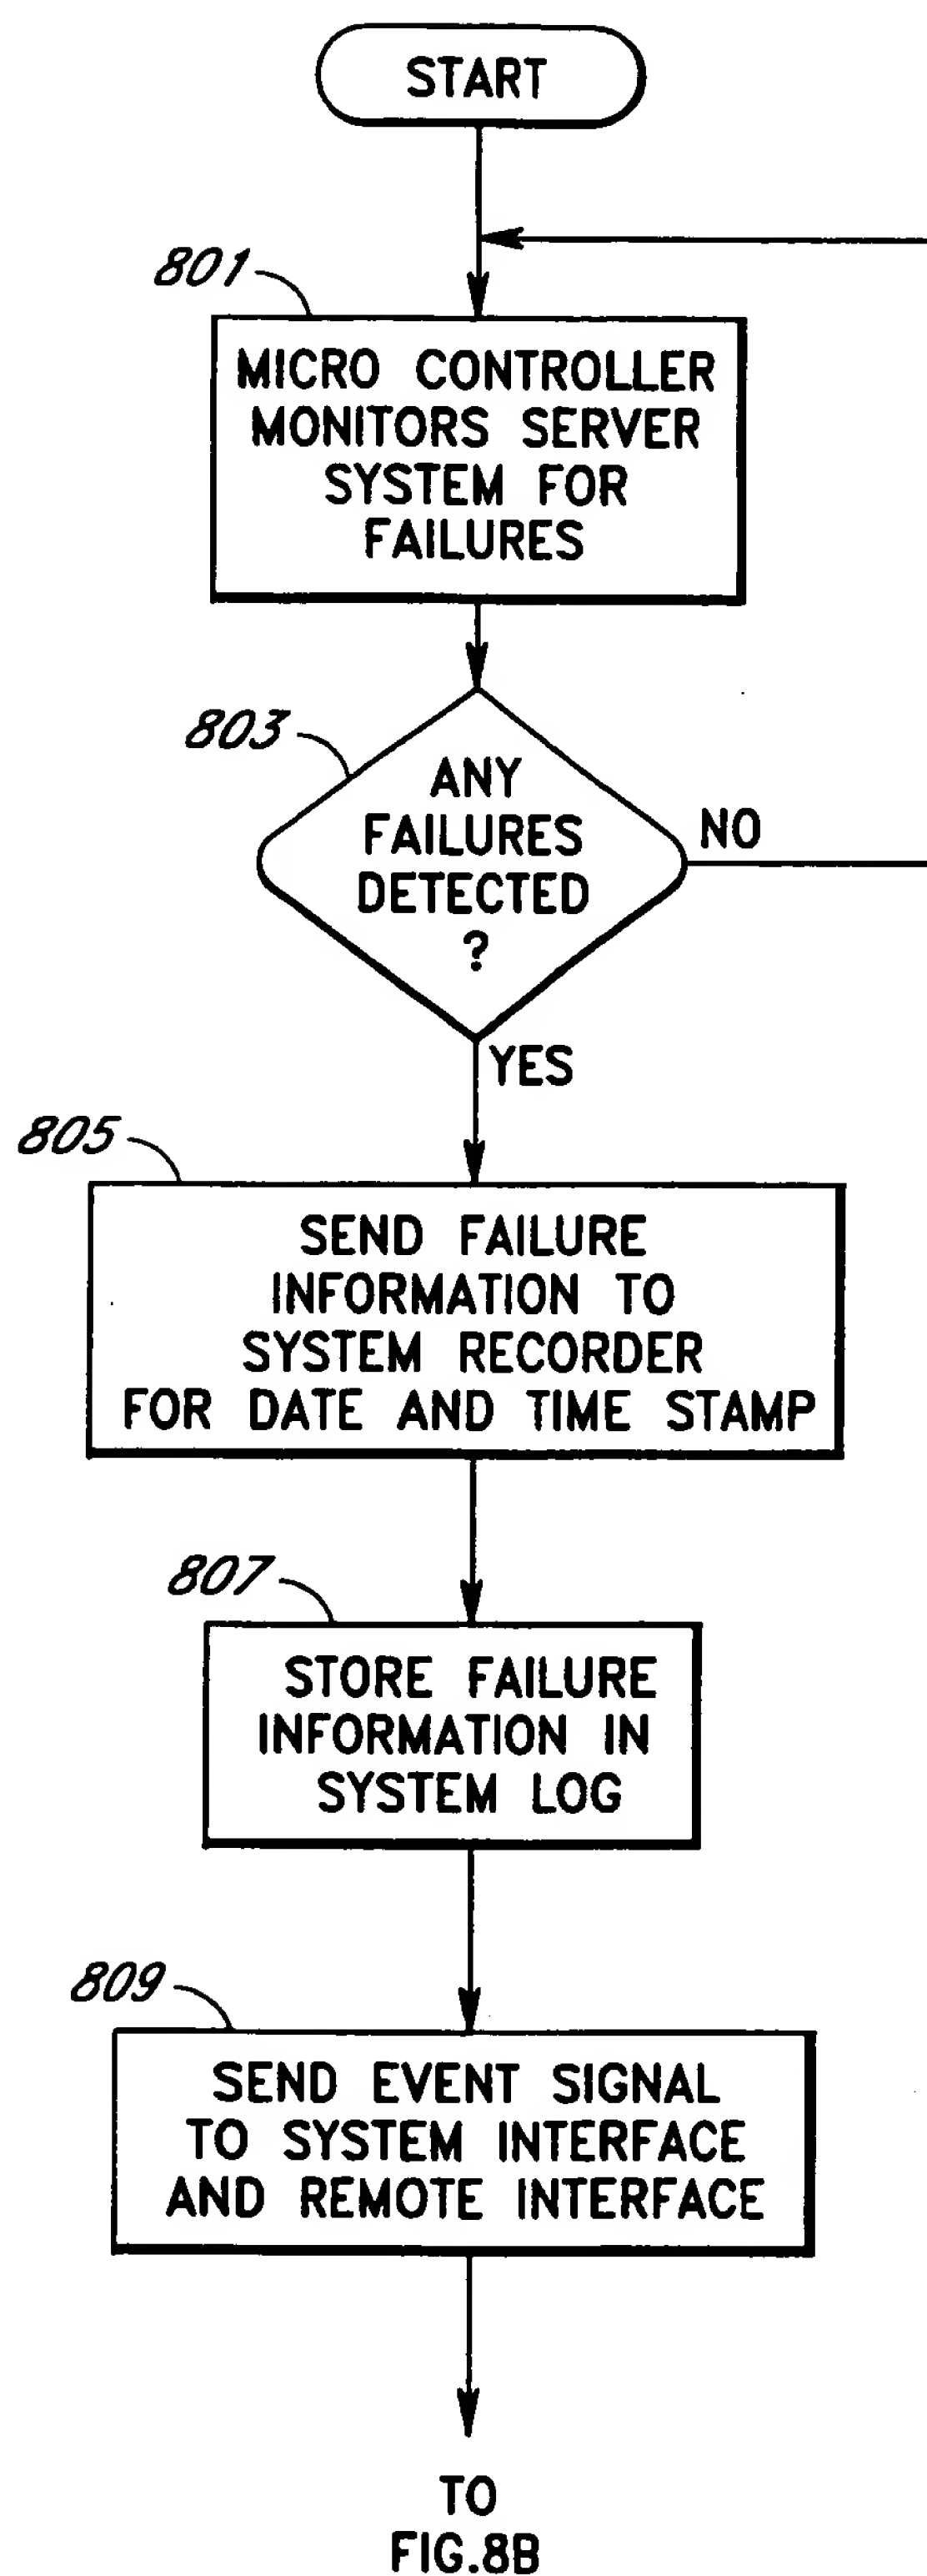 START
801
MICRO CONTROLLER
MONITORS SERVER
SYSTEM FOR
FAILURES
803
ANY
FAILURES
DETECTED
?
NO
YES
805
SEND FAILURE
INFORMATION TO
SYSTEM RECORDER
FOR DATE AND TIME STAMP
807
STORE FAILURE
INFORMATION IN
SYSTEM LOG
809
SEND EVENT SIGNAL
TO SYSTEM INTERFACE
AND REMOTE INTERFACE
TO
FIG.8B